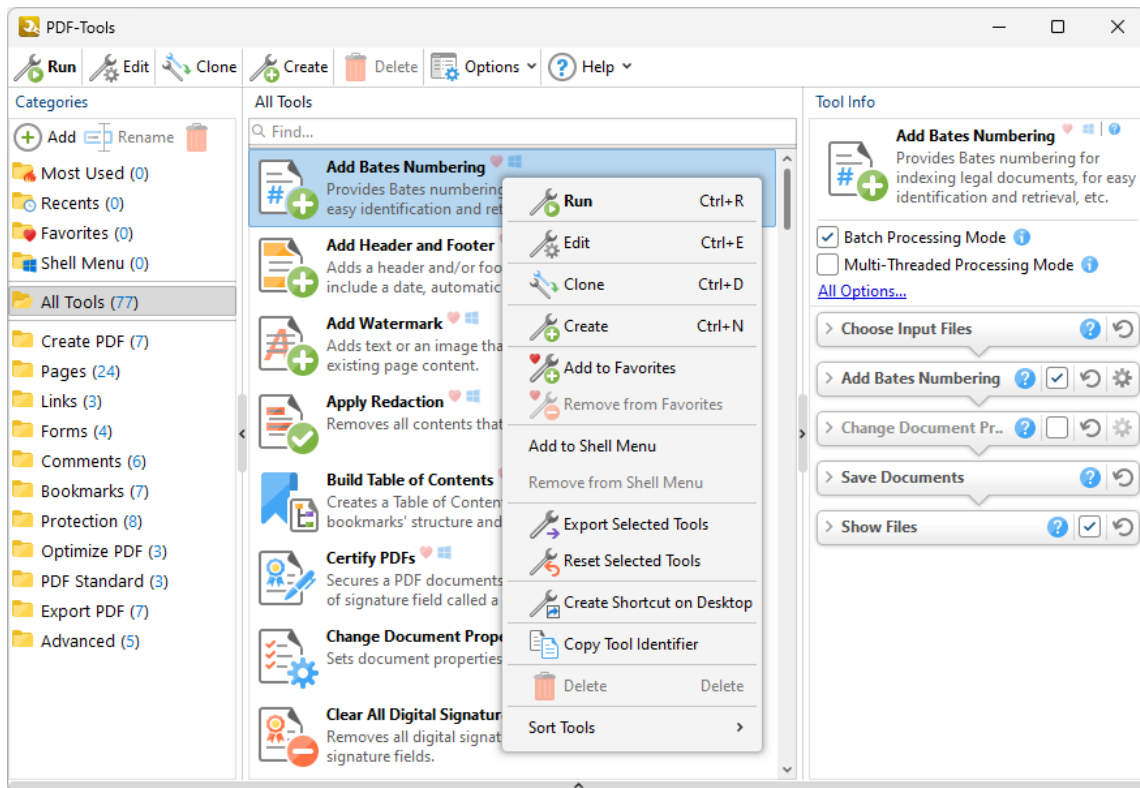 PDF-Tools
Run Edit Clone Create Delete Options Help
Categories
Add Rename
Most Used (0)
Recents (0)
Favorites (0)
Shell Menu (0)
All Tools (77)
Create PDF (7)
Pages (24)
Links (3)
Forms (4)
Comments (6)
Bookmarks (7)
Protection (8)
Optimize PDF (3)
PDF Standard (3)
Export PDF (7)
Advanced (5)
All Tools
Find...
Add Bates Numbering
Provides Bates numbering
easy identification and ret
Add Header and Footer
Adds a header and/or foo
include a date, automatic
Add Watermark
Adds text or an image tha
existing page content.
Apply Redaction
Removes all contents that
Build Table of Contents
Creates a Table of Conten
bookmarks' structure and
Certify PDFs
Secures a PDF documents
of signature field called a
Change Document Prope
Sets document properties
Clear All Digital Signatur
Removes all digital signat
signature fields.
Run Ctrl+R
Edit Ctrl+E
Clone Ctrl+D
Create Ctrl+N
Add to Favorites
Remove from Favorites
Add to Shell Menu
Remove from Shell Menu
Export Selected Tools
Reset Selected Tools
Create Shortcut on Desktop
Copy Tool Identifier
Delete Delete
Sort Tools
Tool Info
Add Bates Numbering
Provides Bates numbering for
indexing legal documents, for easy
identification and retrieval, etc.
Batch Processing Mode
Multi-Threaded Processing Mode
All Options...
Choose Input Files
Add Bates Numbering
Change Document Pr..
Save Documents
Show Files